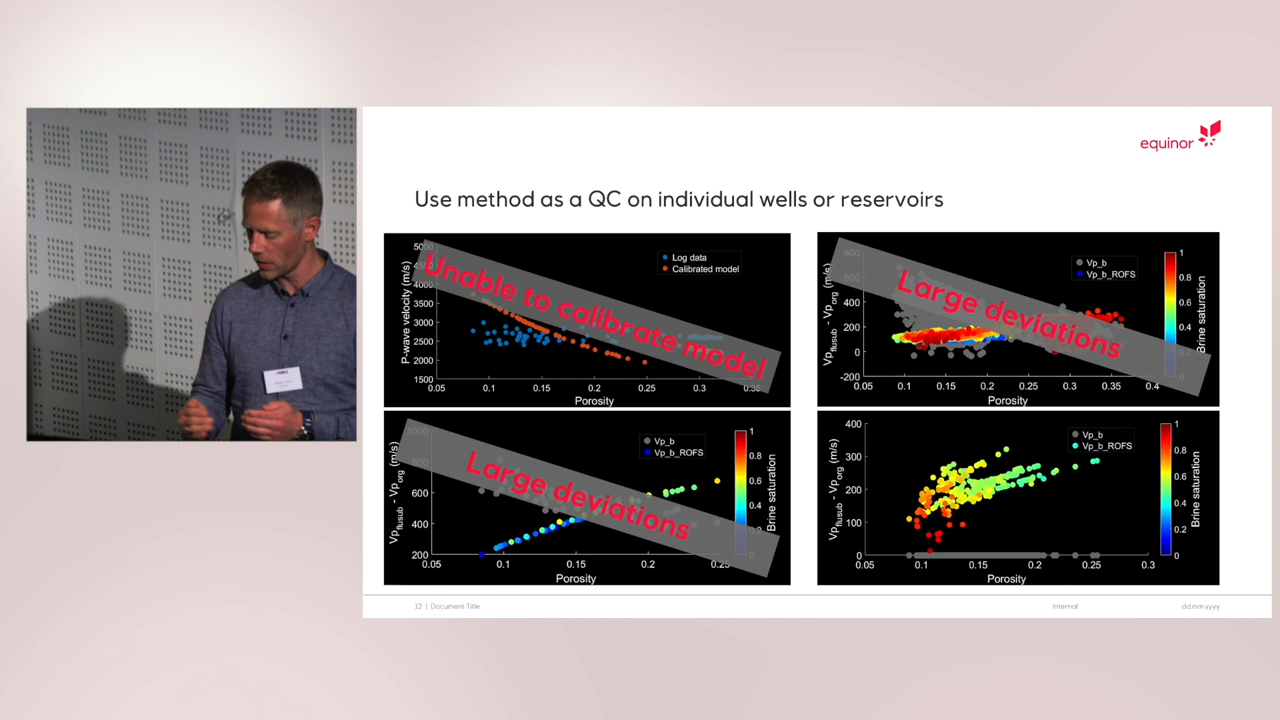 equinor
Use method as a QC on individual wells or reservoirs
Unable to calibrate model
Log data
Calibrated model
P-wave velocity (m/s)
5000
4000
3500
3000
2500
2000
1500
0.05
0.1
0.15
0.2
0.25
0.3
0.35
Porosity
Large deviations
Vp_b
Vp_b_ROFS
Vp_flusub - Vp_org (m/s)
800
400
200
0
-200
0.05
0.1
0.15
0.2
0.25
0.3
0.35
0.4
Porosity
1
0.8
0.6
0.4
0.2
0
Brine saturation
Large deviations
Vp_b
Vp_b_ROFS
Vp_flusub - Vp_org (m/s)
1000
600
400
200
0.05
0.1
0.15
0.2
0.25
Porosity
1
0.8
0.6
0.4
0.2
0
Brine saturation
Vp_b
Vp_b_ROFS
Vp_flusub - Vp_org (m/s)
400
300
200
100
0
0.05
0.1
0.15
0.2
0.25
0.3
Porosity
1
0.8
0.6
0.4
0.2
0
Brine saturation
12 | Document Title
Internal
dd.mm.yyyy